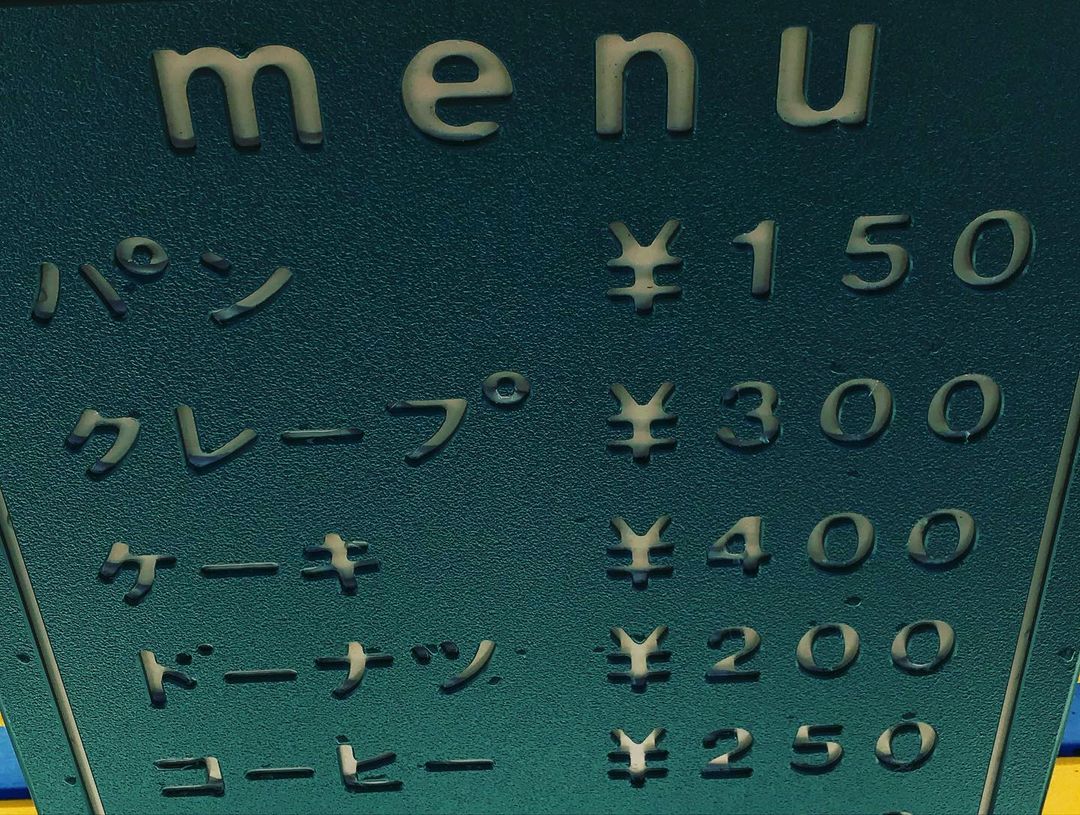 menu
パン ¥150
クレープ ¥300
ケーキ ¥400
ドーナツ ¥200
コーヒー ¥250